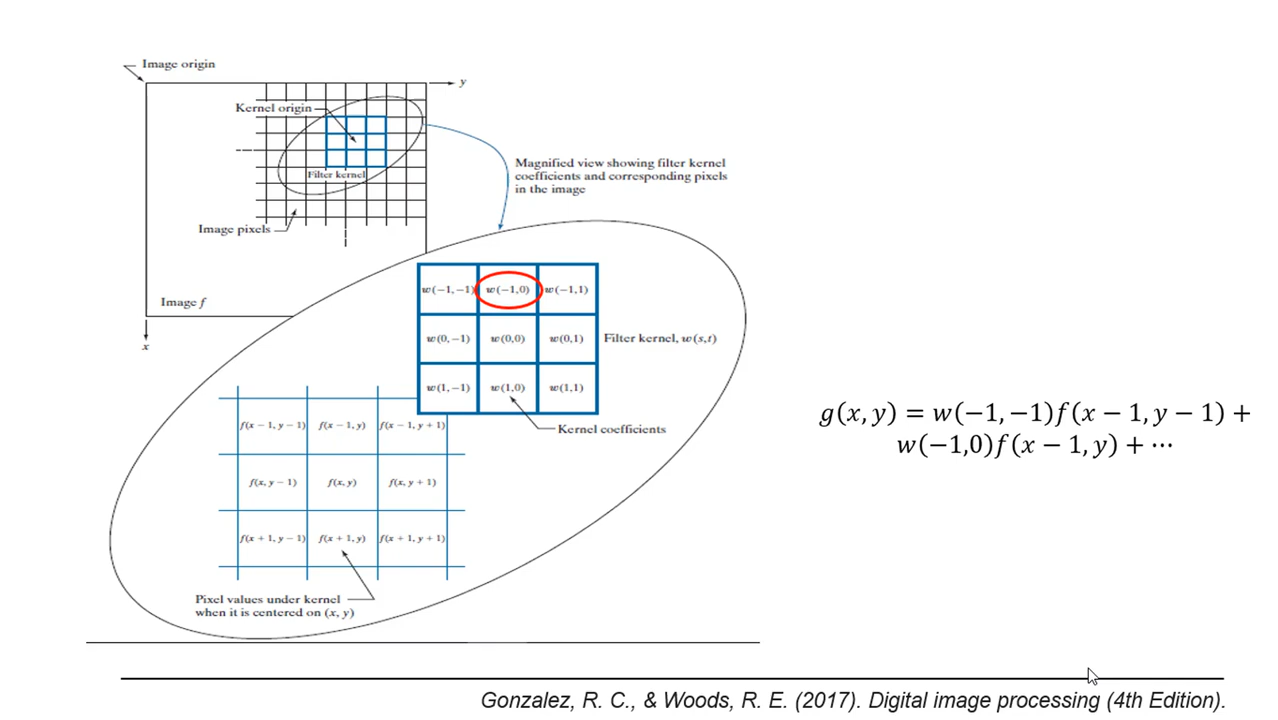 Image origin
y
Kernel origin
Filter kernel
Image pixels
Image f
x
Magnified view showing filter kernel
coefficients and corresponding pixels
in the image
w(−1,−1) w(−1,0) w(−1,1)
w(0,−1) w(0,0) w(0,1)
w(1,−1) w(1,0) w(1,1)
Filter kernel, w(s,t)
Kernel coefficients
f(x − 1, y − 1) f(x − 1, y) f(x − 1, y + 1)
f(x, y − 1) f(x, y) f(x, y + 1)
f(x + 1, y − 1) f(x + 1, y) f(x + 1, y + 1)
Pixel values under kernel
when it is centered on (x, y)
g(x, y) = w(−1, −1)f(x − 1, y − 1) +
w(−1,0)f(x − 1, y) + ⋯
Gonzalez, R. C., & Woods, R. E. (2017). Digital image processing (4th Edition).